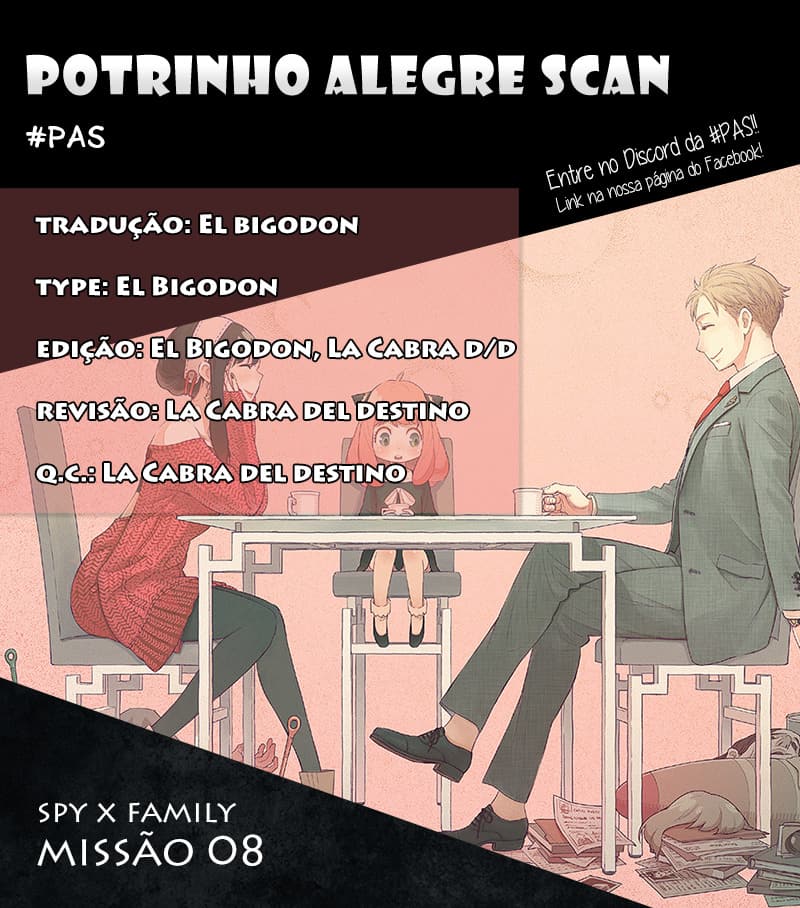 POTRINHO ALEGRE SCAN
#PAS
Entre no Discord da #PAS!!
Link na nossa página do Facebook!
TRADUÇÃO: EL BIGODON
TYPE: EL BIGODON
EDIÇÃO: EL BIGODON, LA CABRA D/D
REVISÃO: LA CABRA DEL DESTINO
Q.C.: LA CABRA DEL DESTINO
SPY X FAMILY
MISSÃO 08